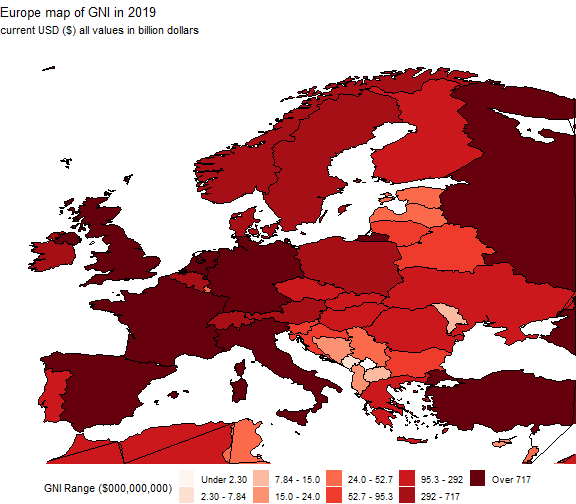 Europe map of GNI in 2019
current USD ($) all values in billion dollars
GNI Range ($000,000,000)
Under 2.30
7.84 - 15.0
24.0 - 52.7
95.3 - 292
Over 717
2.30 - 7.84
15.0 - 24.0
52.7 - 95.3
292 - 717